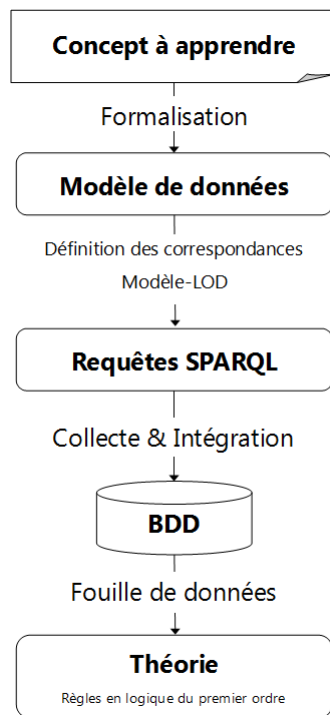 Concept à apprendre
Formalisation
Modèle de données
Définition des correspondances
Modèle-LOD
Requêtes SPARQL
Collecte & Intégration
BDD
Fouille de données
Théorie
Règles en logique du premier ordre